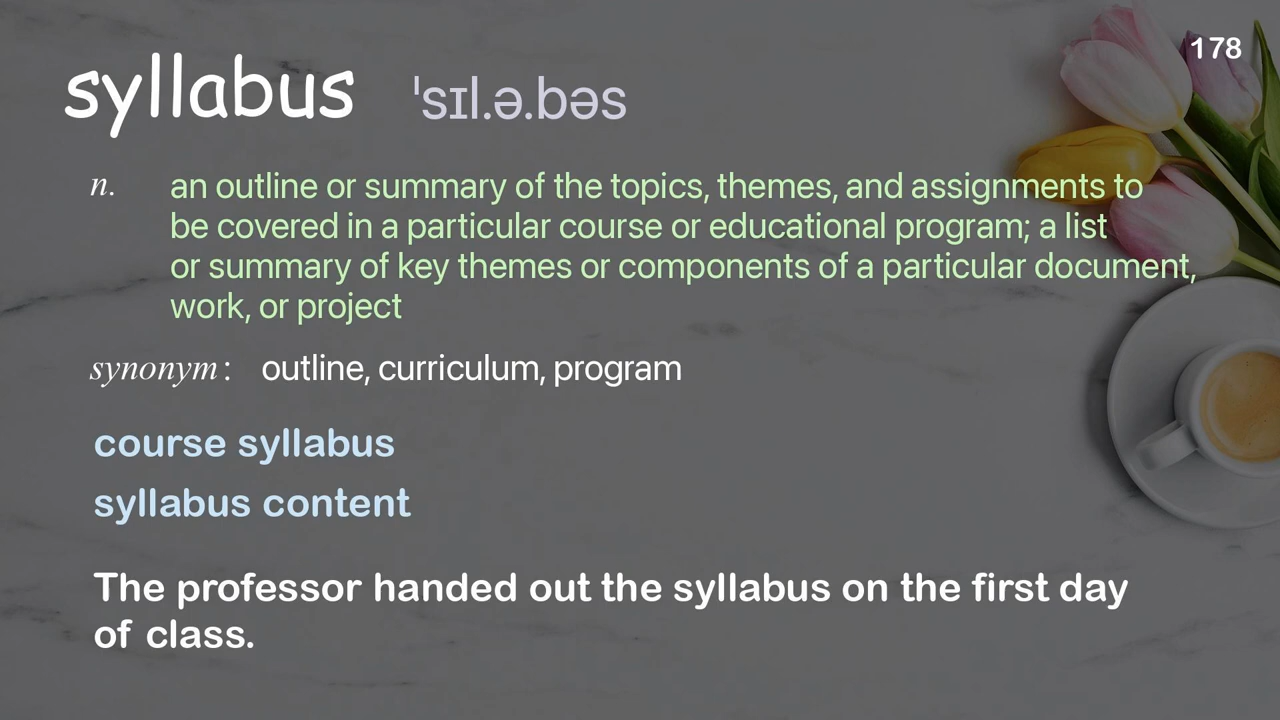 178
syllabus ˈsɪl.ə.bəs
n. an outline or summary of the topics, themes, and assignments to
be covered in a particular course or educational program; a list
or summary of key themes or components of a particular document,
work, or project
synonym: outline, curriculum, program
course syllabus
syllabus content
The professor handed out the syllabus on the first day
of class.